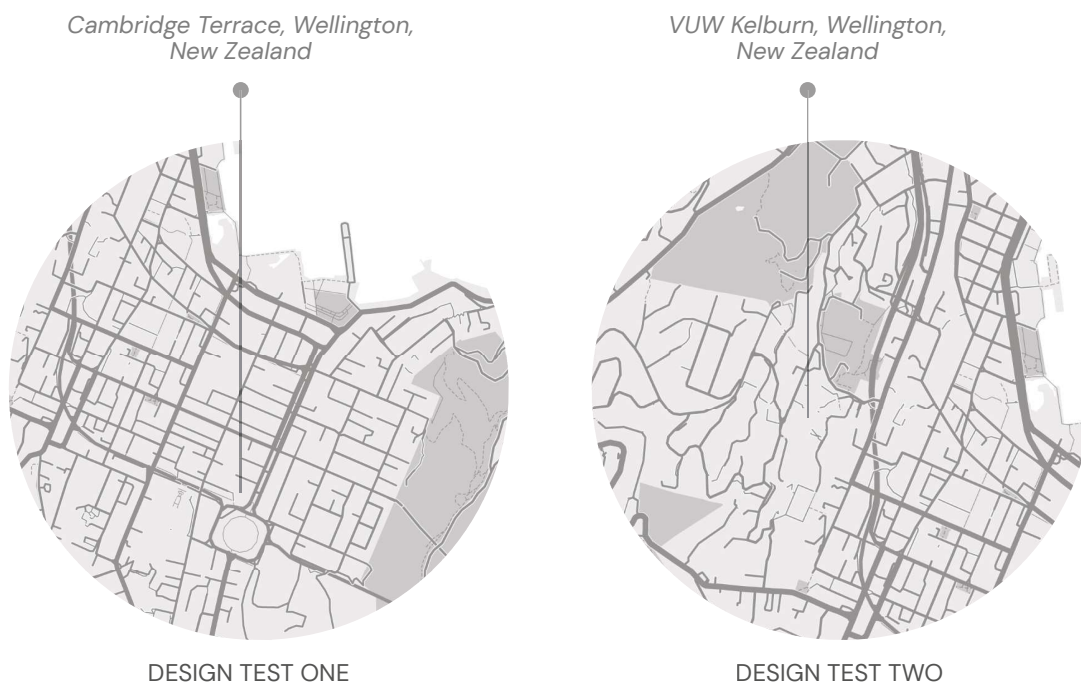 Cambridge Terrace, Wellington,
New Zealand
VUW Kelburn, Wellington,
New Zealand
DESIGN TEST ONE
DESIGN TEST TWO